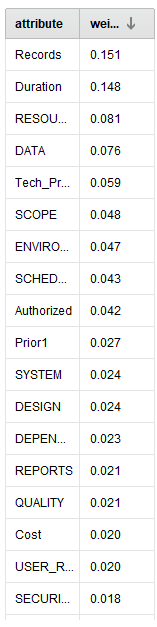 attribute wei... ↓
Records 0.151
Duration 0.148
RESOU... 0.081
DATA 0.076
Tech_Pr... 0.059
SCOPE 0.048
ENVIRO... 0.047
SCHED... 0.043
Authorized 0.042
Prior1 0.027
SYSTEM 0.024
DESIGN 0.024
DEPEN... 0.023
REPORTS 0.021
QUALITY 0.021
Cost 0.020
USER_R... 0.020
SECURI... 0.018